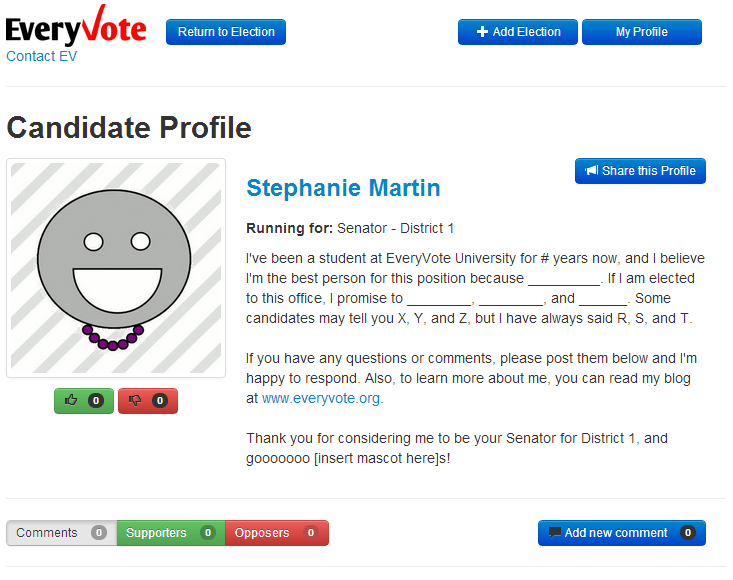 EveryVote
Return to Election
Add Election
My Profile
Contact EV
Candidate Profile
Stephanie Martin
Share this Profile
Running for: Senator - District 1
I've been a student at EveryVote University for # years now, and I believe
I'm the best person for this position because __________. If I am elected
to this office, I promise to _________, _________, and _______. Some
candidates may tell you X, Y, and Z, but I have always said R, S, and T.
If you have any questions or comments, please post them below and I'm
happy to respond. Also, to learn more about me, you can read my blog
at www.everyvote.org.
Thank you for considering me to be your Senator for District 1, and
gooooooo [insert mascot here]s!
0
0
Comments 0
Supporters 0
Opposers 0
Add new comment 0